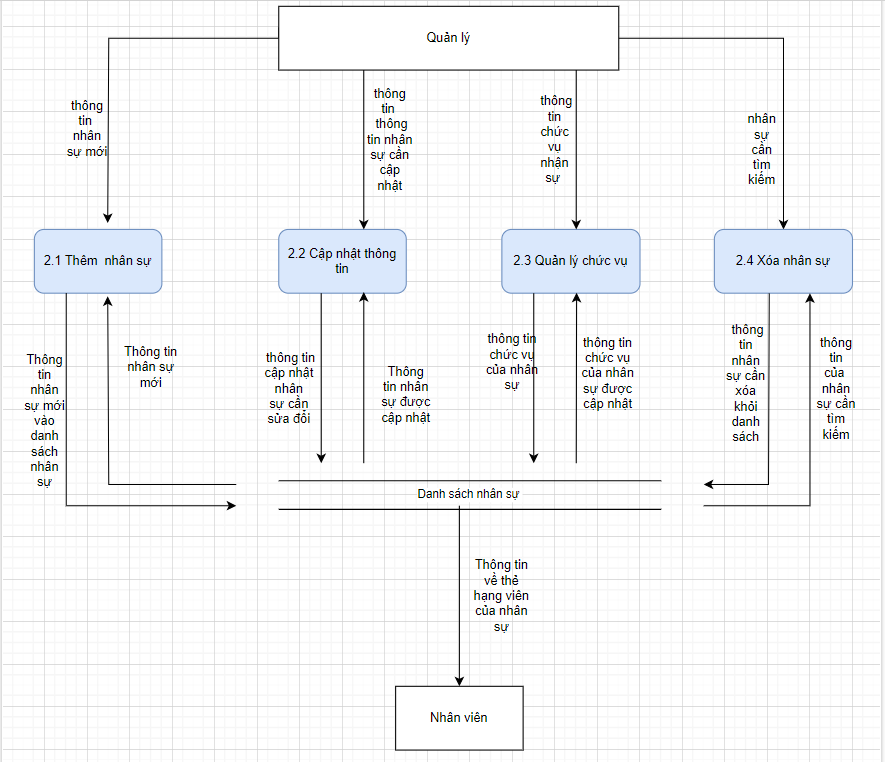 Quản lý
thông
tin
nhân
sự mới
thông
tin
thông
tin nhân
sự cần
cập
nhật
thông
tin
chức
vụ
nhận
sự
nhân
sự
cần
tìm
kiếm
2.1 Thêm nhân sự
2.2 Cập nhật thông
tin
2.3 Quản lý chức vụ
2.4 Xóa nhân sự
Thông
tin
nhân
sự mới
vào
danh
sách
nhân
sự
Thông tin
nhân sự
mới
thông tin
cập nhật
nhân
sự cần
sửa đổi
Thông
tin nhân
sự được
cập nhật
thông tin
chức vụ
của nhân
sự
thông tin
chức vụ
của nhân
sự được
cập nhật
thông
tin
nhân
sự cần
xóa
khỏi
danh
sách
thông
tin
của
nhân
sự cần
tìm
kiếm
Danh sách nhân sự
Thông tin
về thẻ
hạng viên
của nhân
sự
Nhân viên